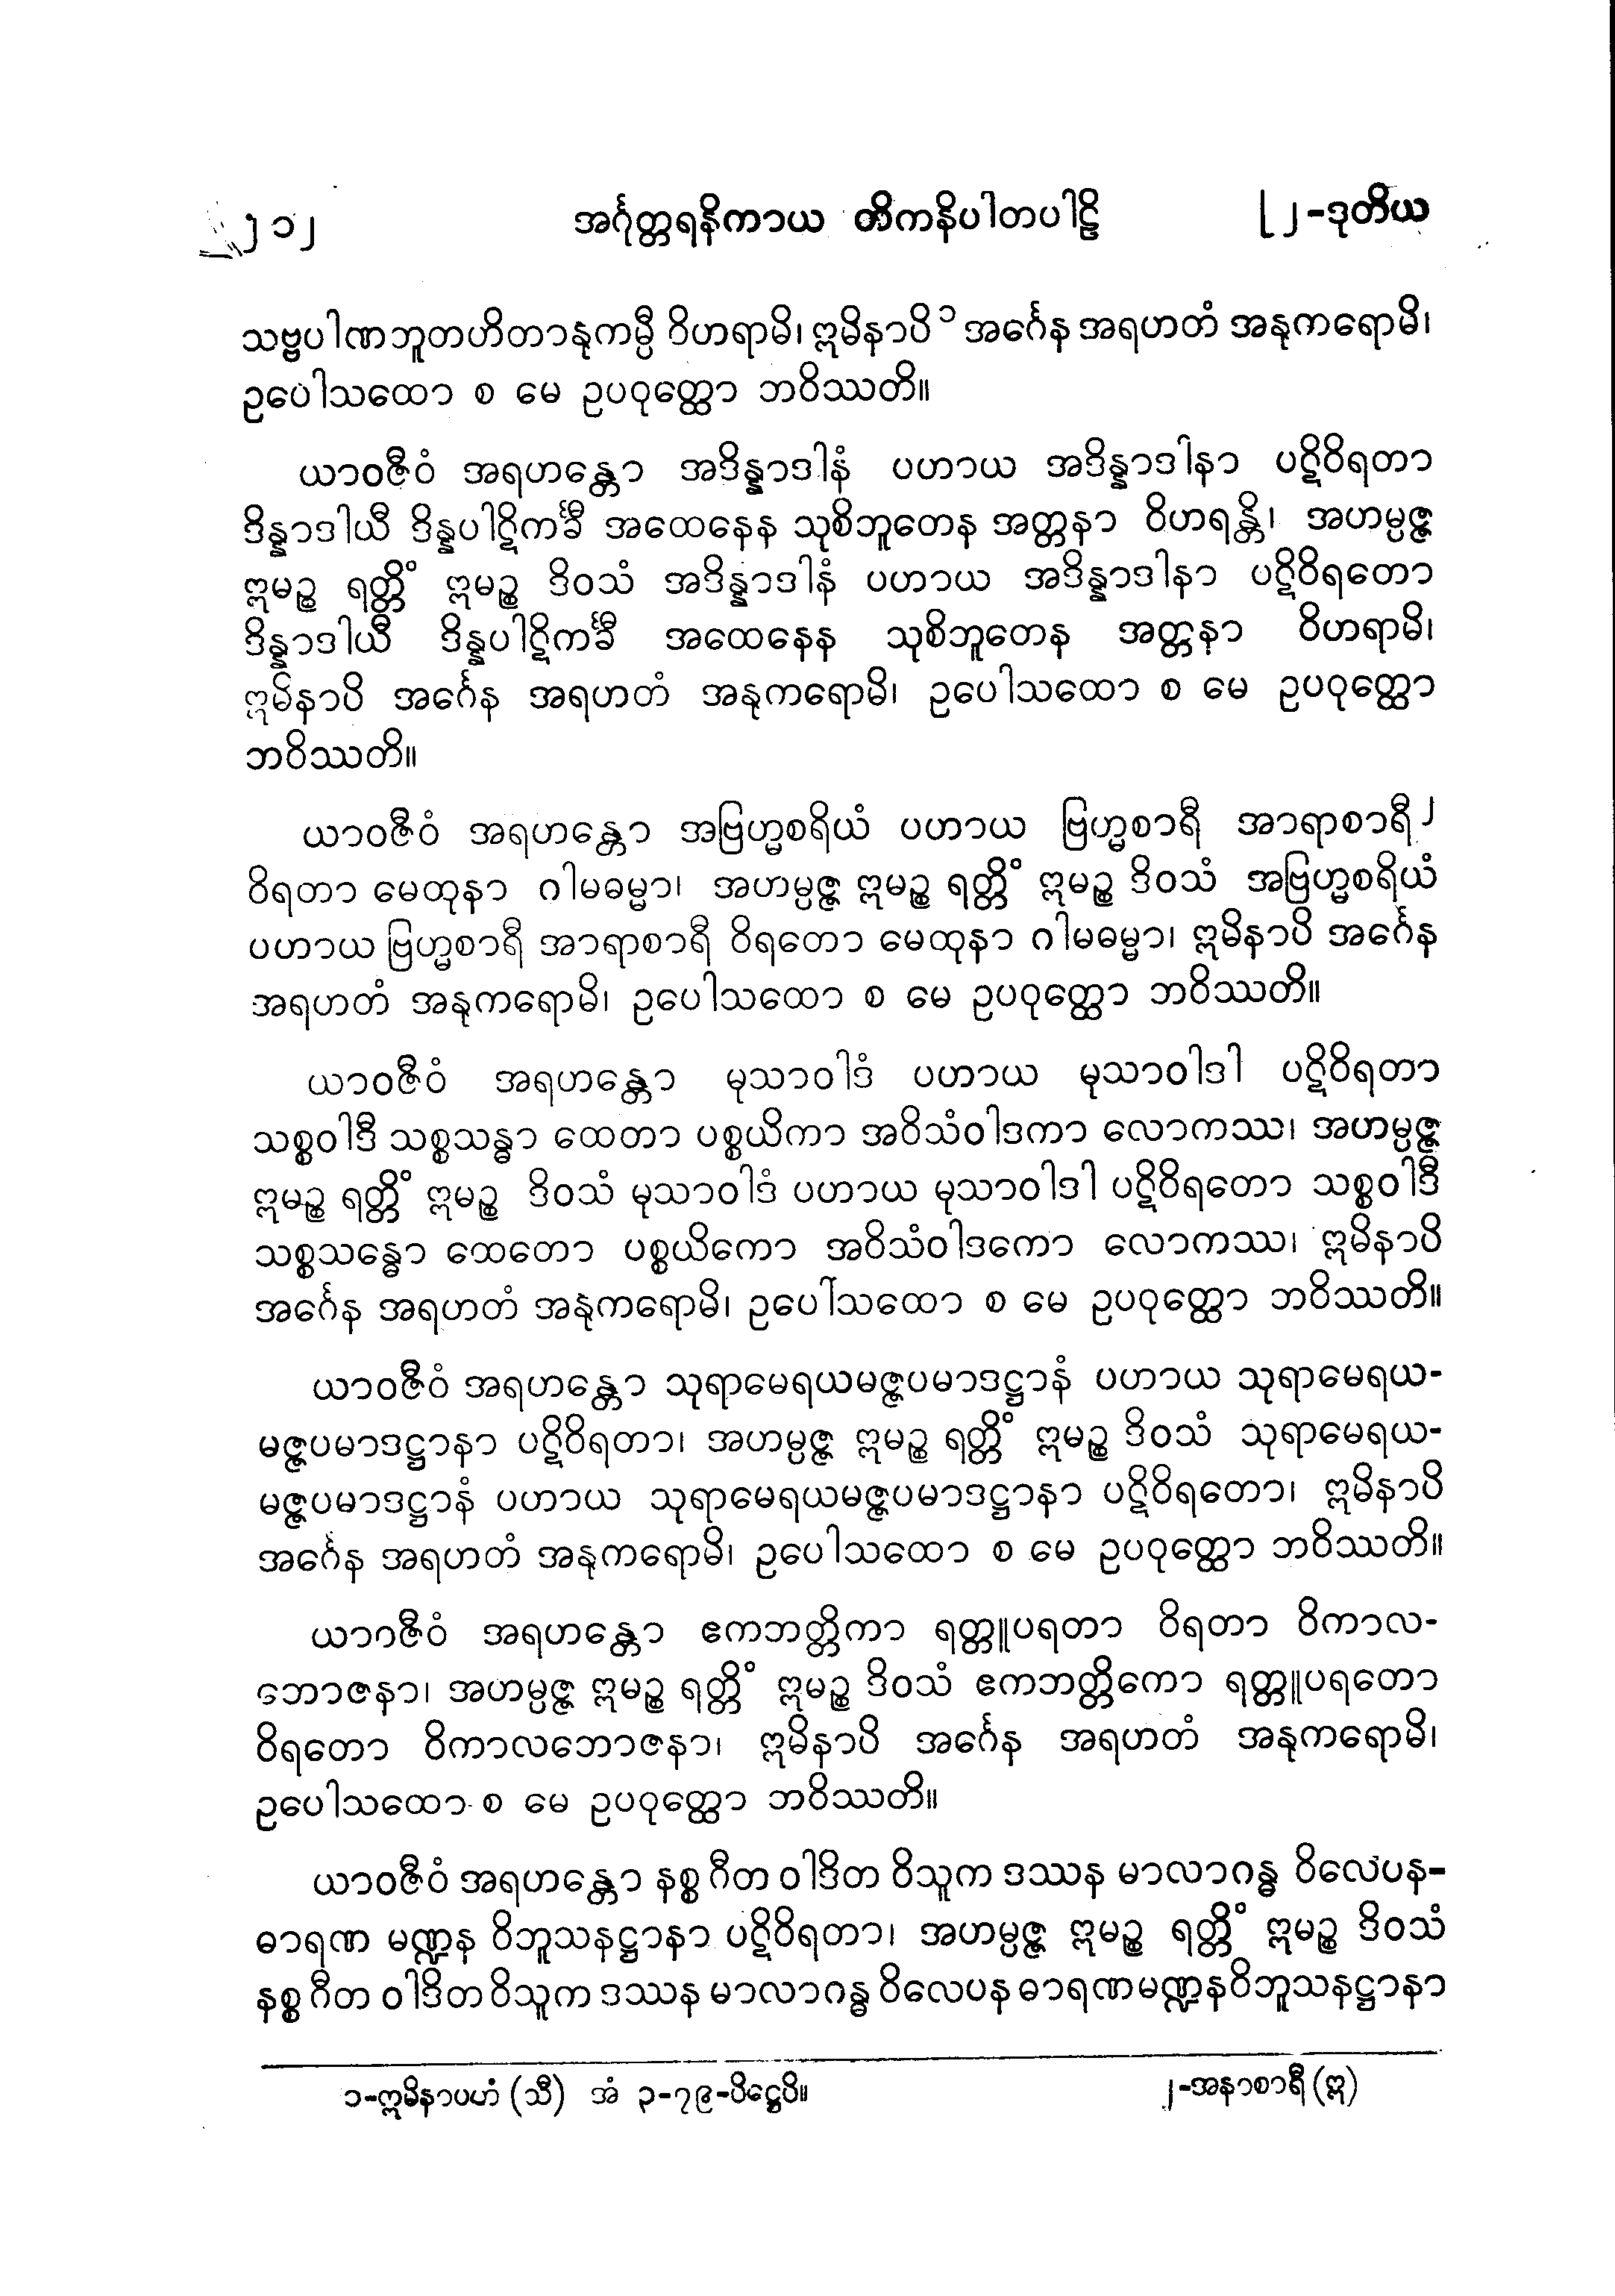 ၂၁၂ အင်္ဂုတ္တရနိကာယ တိကနိပါတပါဠိ [၂-ဒုတိယ
သဗ္ဗပါဏဘူတဟိတာနုကမ္ပီ ဝိဟရာမိ၊ ဣမိနာပိ ၁ အင်္ဂေန အရဟတံ အနုကရောမိ၊
ဥပေါသထော စ မေ ဥပဝုတ္ထော ဘဝိဿတိ။
ယာဝဇီဝံ အရဟန္တော အဒိန္နာဒါနံ ပဟာယ အဒိန္နာဒါနာ ပဋိဝိရတာ
ဒိန္နာဒါယီ ဒိန္နပါဋိကင်္ခီ အထေနေန သုစိဘူတေန အတ္တနာ ဝိဟရန္တိ၊ အဟမ္ပဇ္ဇ
ဣမဉ္စ ရတ္တိံ ဣမဉ္စ ဒိဝသံ အဒိန္နာဒါနံ ပဟာယ အဒိန္နာဒါနာ ပဋိဝိရတော
ဒိန္နာဒါယီ ဒိန္နပါဋိကင်္ခီ အထေနေန သုစိဘူတေန အတ္တနာ ဝိဟရာမိ၊
ဣမိနာပိ အင်္ဂေန အရဟတံ အနုကရောမိ၊ ဥပေါသထော စ မေ ဥပဝုတ္ထော
ဘဝိဿတိ။
ယာဝဇီဝံ အရဟန္တော အဗြဟ္မစရိယံ ပဟာယ ဗြဟ္မစာရီ အာရာစာရီ ၂
ဝိရတာ မေထုနာ ဂါမဓမ္မာ၊ အဟမ္ပဇ္ဇ ဣမဉ္စ ရတ္တိံ ဣမဉ္စ ဒိဝသံ အဗြဟ္မစရိယံ
ပဟာယ ဗြဟ္မစာရီ အာရာစာရီ ဝိရတော မေထုနာ ဂါမဓမ္မာ၊ ဣမိနာပိ အင်္ဂေန
အရဟတံ အနုကရောမိ၊ ဥပေါသထော စ မေ ဥပဝုတ္ထော ဘဝိဿတိ။
ယာဝဇီဝံ အရဟန္တော မုသာဝါဒံ ပဟာယ မုသာဝါဒါ ပဋိဝိရတာ
သစ္စဝါဒီ သစ္စသန္ဓာ ထေတာ ပစ္စယိကာ အဝိသံဝါဒကာ လောကဿ၊ အဟမ္ပဇ္ဇ
ဣမဉ္စ ရတ္တိံ ဣမဉ္စ ဒိဝသံ မုသာဝါဒံ ပဟာယ မုသာဝါဒါ ပဋိဝိရတော သစ္စဝါဒီ
သစ္စသန္ဓော ထေတော ပစ္စယိကော အဝိသံဝါဒကော လောကဿ၊ ဣမိနာပိ
အင်္ဂေန အရဟတံ အနုကရောမိ၊ ဥပေါသထော စ မေ ဥပဝုတ္ထော ဘဝိဿတိ။
ယာဝဇီဝံ အရဟန္တော သုရာမေရယမဇ္ဇပမာဒဋ္ဌာနံ ပဟာယ သုရာမေရယ-
မဇ္ဇပမာဒဋ္ဌာနာ ပဋိဝိရတာ၊ အဟမ္ပဇ္ဇ ဣမဉ္စ ရတ္တိံ ဣမဉ္စ ဒိဝသံ သုရာမေရယ-
မဇ္ဇပမာဒဋ္ဌာနံ ပဟာယ သုရာမေရယမဇ္ဇပမာဒဋ္ဌာနာ ပဋိဝိရတော၊ ဣမိနာပိ
အင်္ဂေန အရဟတံ အနုကရောမိ၊ ဥပေါသထော စ မေ ဥပဝုတ္ထော ဘဝိဿတိ။
ယာဝဇီဝံ အရဟန္တော ဧကဘတ္တိကာ ရတ္တူပရတာ ဝိရတာ ဝိကာလ-
ဘောဇနာ၊ အဟမ္ပဇ္ဇ ဣမဉ္စ ရတ္တိံ ဣမဉ္စ ဒိဝသံ ဧကဘတ္တိကော ရတ္တူပရတော
ဝိရတော ဝိကာလဘောဇနာ၊ ဣမိနာပိ အင်္ဂေန အရဟတံ အနုကရောမိ၊
ဥပေါသထော စ မေ ဥပဝုတ္ထော ဘဝိဿတိ။
ယာဝဇီဝံ အရဟန္တော နစ္စ ဂီတ ဝါဒိတ ဝိသူက ဒဿန မာလာဂန္ဓ ဝိလေပန-
ဓာရဏ မဏ္ဍန ဝိဘူသနဋ္ဌာနာ ပဋိဝိရတာ၊ အဟမ္ပဇ္ဇ ဣမဉ္စ ရတ္တိံ ဣမဉ္စ ဒိဝသံ
နစ္စ ဂီတ ဝါဒိတ ဝိသူက ဒဿန မာလာဂန္ဓ ဝိလေပန ဓာရဏမဏ္ဍနဝိဘူသနဋ္ဌာနာ
၁-ဣမိနာပဟံ (သီ) အံ ၃-၇၉-ပိဋ္ဌေပိ။ ၂-အနာစာရီ (ဣ)